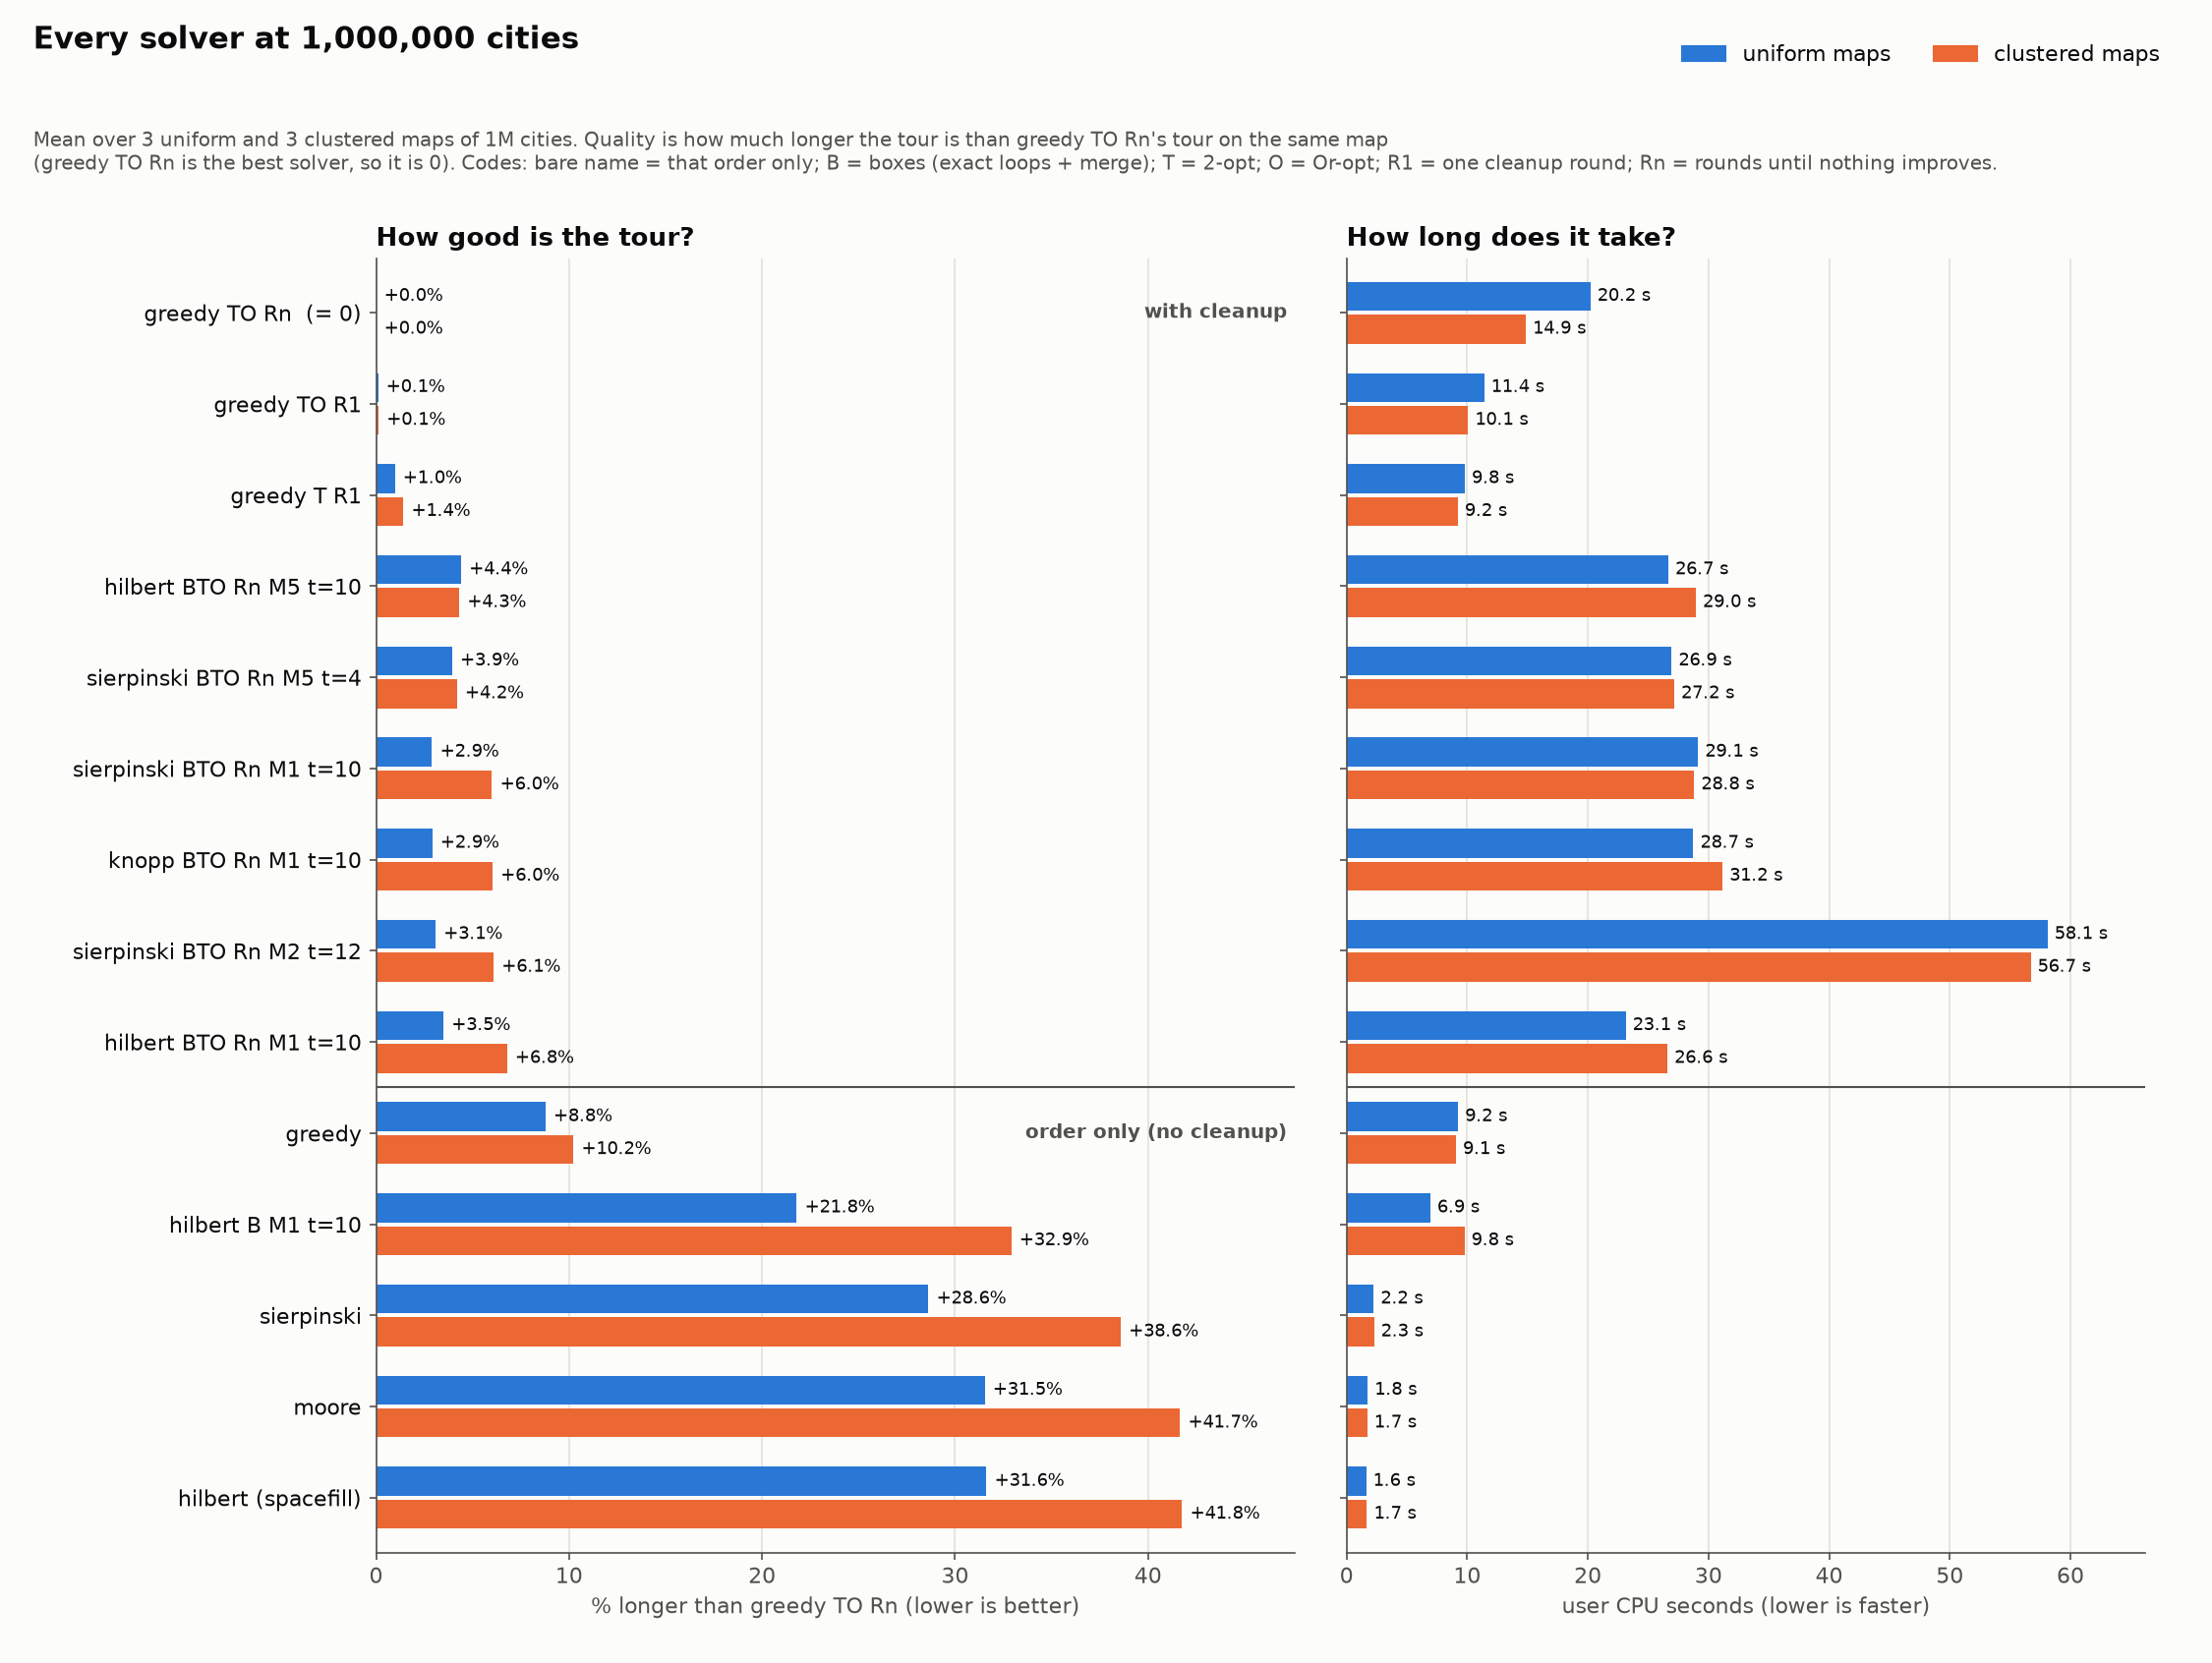 Every solver at 1,000,000 cities
uniform maps
clustered maps
Mean over 3 uniform and 3 clustered maps of 1M cities. Quality is how much longer the tour is than greedy TO Rn's tour on the same map
(greedy TO Rn is the best solver, so it is 0). Codes: bare name = that order only; B = boxes (exact loops + merge); T = 2-opt; O = Or-opt; R1 = one cleanup round; Rn = rounds until nothing improves.
How good is the tour?
How long does it take?
with cleanup
greedy TO Rn  (= 0)
+0.0%
+0.0%
20.2 s
14.9 s
greedy TO R1
+0.1%
+0.1%
11.4 s
10.1 s
greedy T R1
+1.0%
+1.4%
9.8 s
9.2 s
hilbert BTO Rn M5 t=10
+4.4%
+4.3%
26.7 s
29.0 s
sierpinski BTO Rn M5 t=4
+3.9%
+4.2%
26.9 s
27.2 s
sierpinski BTO Rn M1 t=10
+2.9%
+6.0%
29.1 s
28.8 s
knopp BTO Rn M1 t=10
+2.9%
+6.0%
28.7 s
31.2 s
sierpinski BTO Rn M2 t=12
+3.1%
+6.1%
58.1 s
56.7 s
hilbert BTO Rn M1 t=10
+3.5%
+6.8%
23.1 s
26.6 s
order only (no cleanup)
greedy
+8.8%
+10.2%
9.2 s
9.1 s
hilbert B M1 t=10
+21.8%
+32.9%
6.9 s
9.8 s
sierpinski
+28.6%
+38.6%
2.2 s
2.3 s
moore
+31.5%
+41.7%
1.8 s
1.7 s
hilbert (spacefill)
+31.6%
+41.8%
1.6 s
1.7 s
0 10 20 30 40
0 10 20 30 40 50 60
% longer than greedy TO Rn (lower is better)
user CPU seconds (lower is faster)